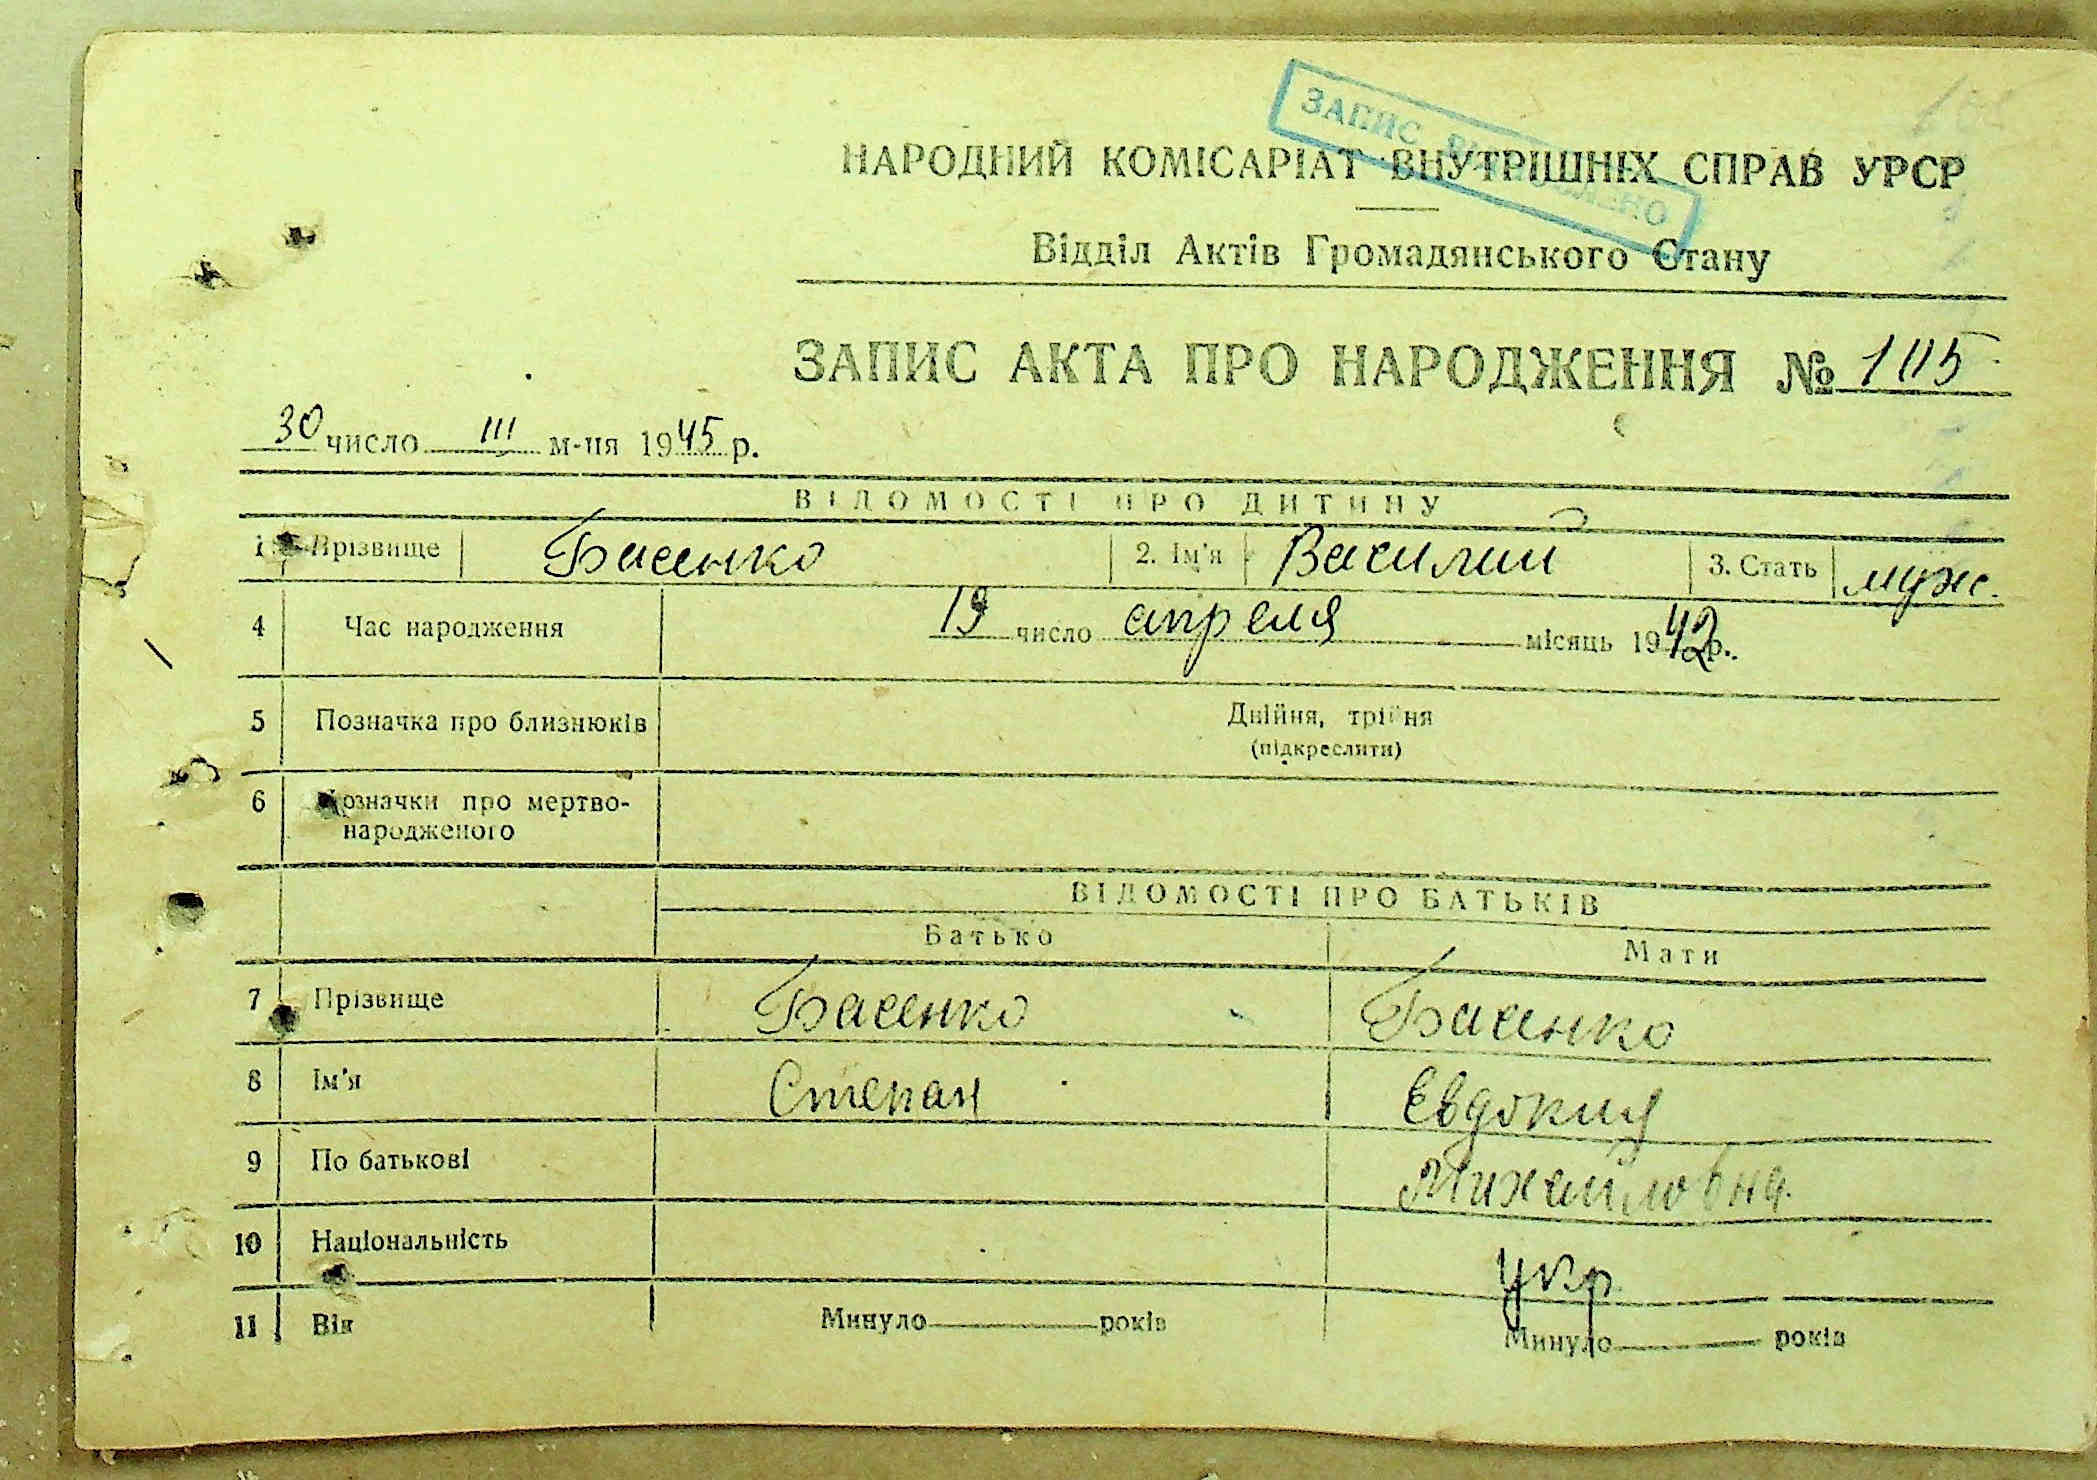 ЗАПИС ВІДНОВЛЕНО
НАРОДНИЙ КОМІСАРІАТ ВНУТРІШНІХ СПРАВ УРСР
Відділ Актів Громадянського Стану
ЗАПИС АКТА ПРО НАРОДЖЕННЯ № 105
30 число III м-ця 1945 р.
ВІДОМОСТІ ПРО ДИТИНУ
1 Прізвище Басенко 2. Ім'я Василий 3. Стать муж.
4 Час народження 19 число апреля місяць 1942 р.
5 Позначка про близнюків Двійня, трійня
(підкреслити)
6 Позначки про мертво-
народженого
ВІДОМОСТІ ПРО БАТЬКІВ
Батько Мати
7 Прізвище Басенко Басенко
8 Ім'я Степан Евдокия
9 По батькові Михайловна.
10 Національність укр
11 Вік Минуло років Минуло років